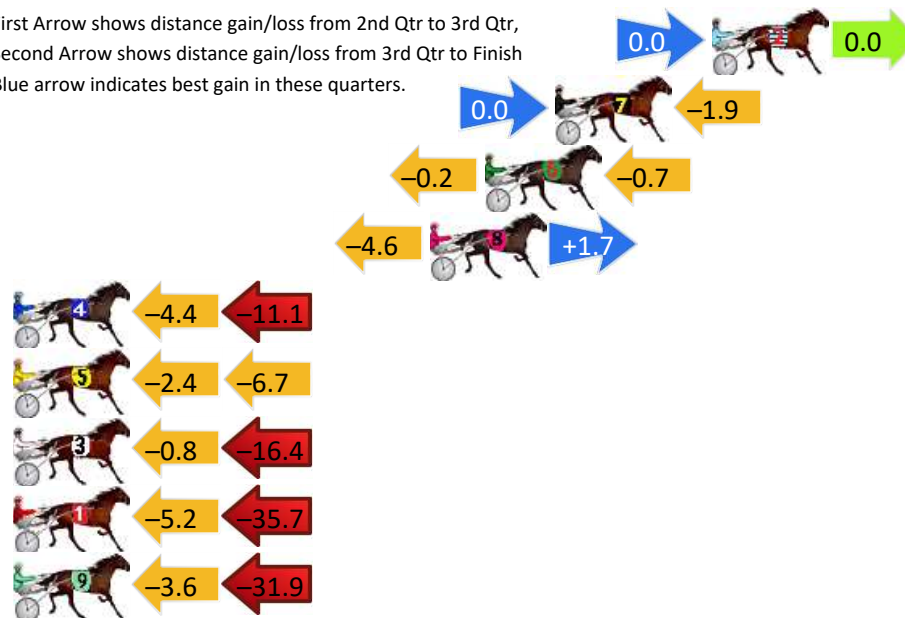 irst Arrow shows distance gain/loss from 2nd Qtr to 3rd Qtr,
econd Arrow shows distance gain/loss from 3rd Qtr to Finish
Blue arrow indicates best gain in these quarters.
0.0 2 0.0
0.0 7 –1.9
–0.2 6 –0.7
–4.6 8 +1.7
4 –4.4 –11.1
5 –2.4 –6.7
3 –0.8 –16.4
1 –5.2 –35.7
9 –3.6 –31.9